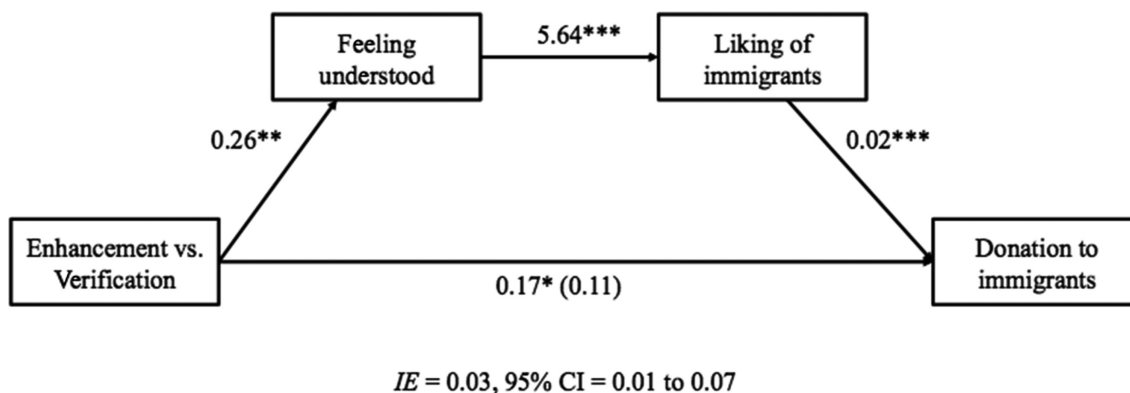 Feeling
understood
5.64***
Liking of
immigrants
0.26**
0.02***
Enhancement vs.
Verification
0.17* (0.11)
Donation to
immigrants
IE = 0.03, 95% CI = 0.01 to 0.07